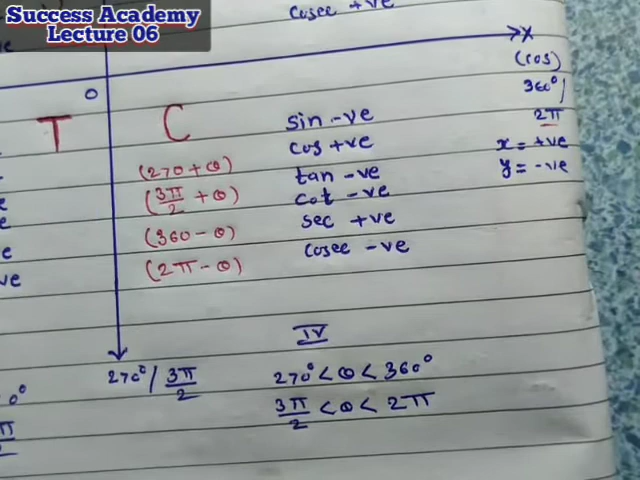 Success Academy
Lecture 06
cosec +ve
X
(cos)
360°/
2π
x = +ve
y = -ve
0
T
C
(270 + θ)
(3π/2 + θ)
(360 - θ)
(2π - θ)
sin -ve
cos +ve
tan -ve
cot -ve
sec +ve
cosec -ve
ve
270° / 3π/2
IV
270° < θ < 360°
3π/2 < θ < 2π